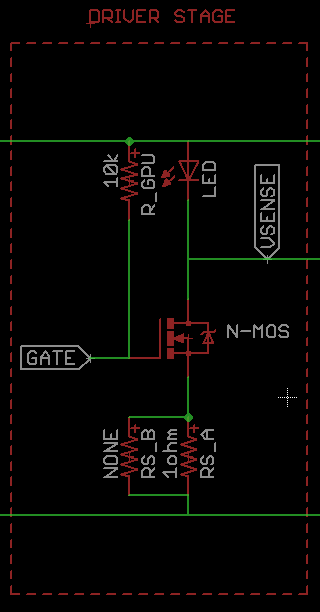 DRIVER STAGE
10k
R_GPU
LED
VSENSE
N-MOS
GATE
NONE
RS_B
1ohm
RS_A